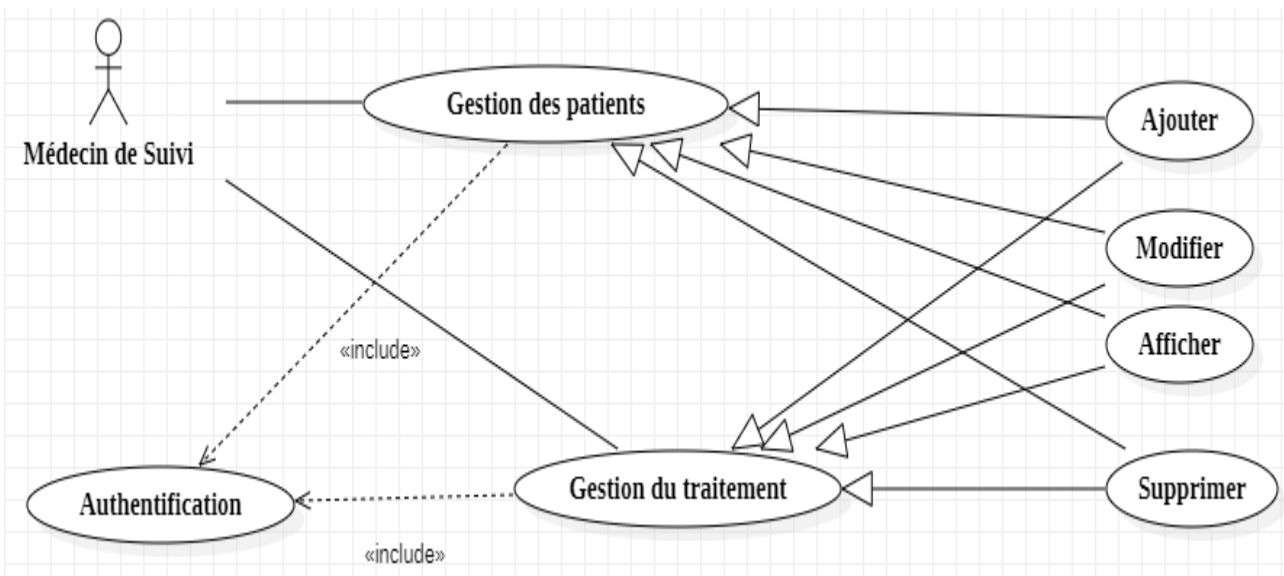 Gestion des patients
Ajouter
Médecin de Suivi
Modifier
Afficher
«include»
Gestion du traitement
Supprimer
Authentification
«include»